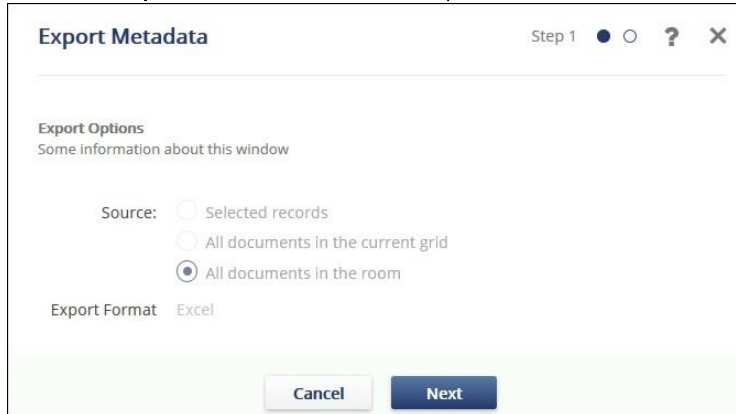 Export Metadata
Step 1 ? ×
Export Options
Some information about this window
Source: Selected records
All documents in the current grid
All documents in the room
Export Format Excel
Cancel Next